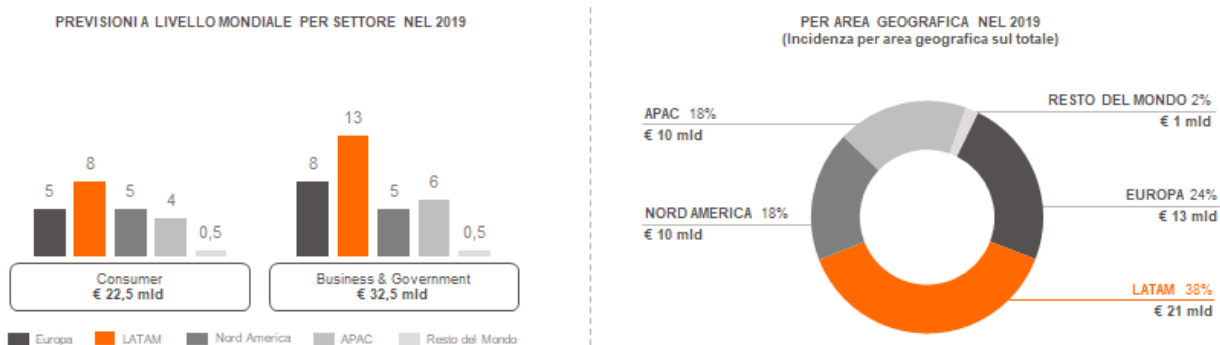 PREVISIONI A LIVELLO MONDIALE PER SETTORE NEL 2019
5
8
5
4
0,5
8
13
5
6
0,5
Consumer
€ 22,5 mld
Business & Government
€ 32,5 mld
Europa
LATAM
Nord America
APAC
Resto del Mondo
PER AREA GEOGRAFICA NEL 2019
(Incidenza per area geografica sul totale)
APAC 18%
€ 10 mld
RESTO DEL MONDO 2%
€ 1 mld
NORD AMERICA 18%
€ 10 mld
EUROPA 24%
€ 13 mld
LATAM 38%
€ 21 mld